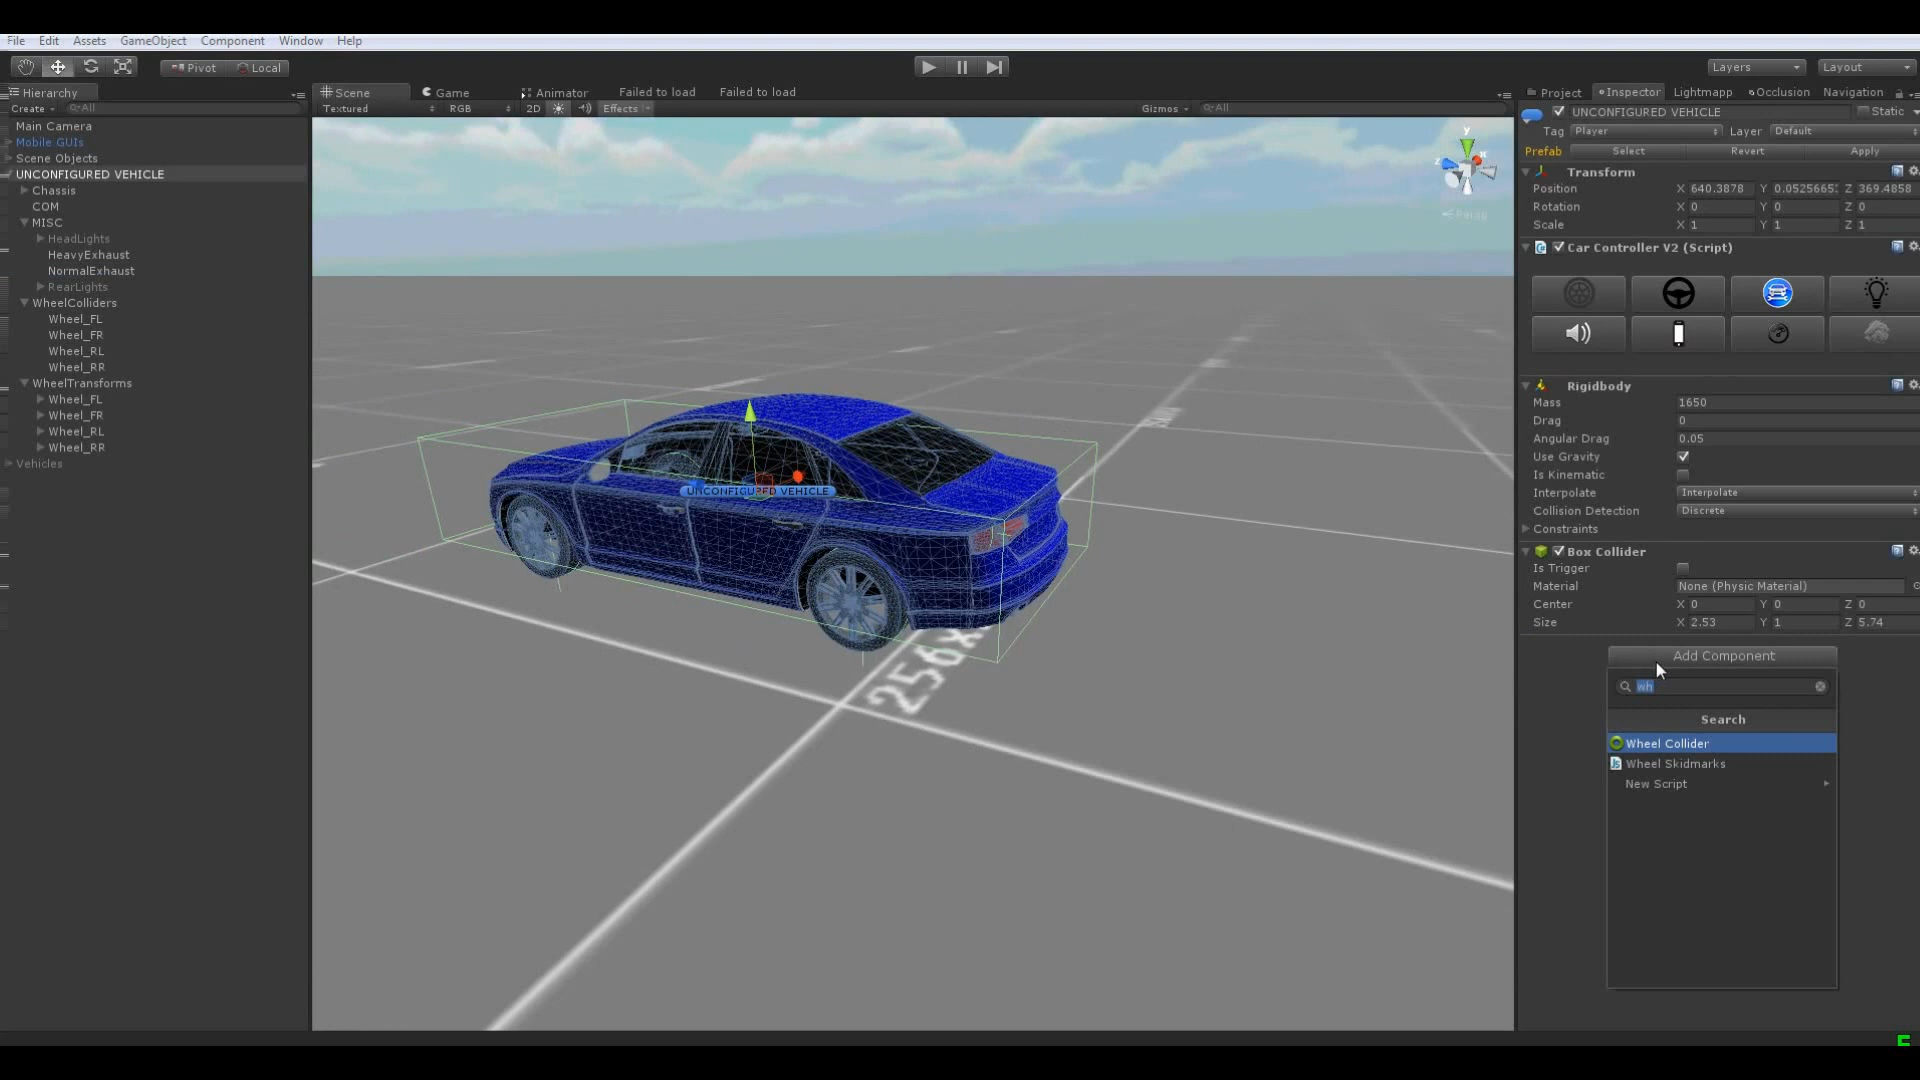 File Edit Assets GameObject Component Window Help
Pivot Local Layers Layout
Hierarchy
Create All
Main Camera
Mobile GUIs
Scene Objects
UNCONFIGURED VEHICLE
Chassis
COM
MISC
HeadLights
HeavyExhaust
NormalExhaust
RearLights
WheelColliders
Wheel_FL
Wheel_FR
Wheel_RL
Wheel_RR
WheelTransforms
Wheel_FL
Wheel_FR
Wheel_RL
Wheel_RR
Vehicles
Scene Game Animator Failed to load Failed to load
Textured RGB 2D Effects Gizmos All
y
x
z
Persp
UNCONFIGURED VEHICLE
Project Inspector Lightmapp Occlusion Navigation
UNCONFIGURED VEHICLE Static
Tag Player Layer Default
Prefab Select Revert Apply
Transform
Position X 640.3878 Y 0.0525665 Z 369.4858
Rotation X 0 Y 0 Z 0
Scale X 1 Y 1 Z 1
Car Controller V2 (Script)
Rigidbody
Mass 1650
Drag 0
Angular Drag 0.05
Use Gravity
Is Kinematic
Interpolate Interpolate
Collision Detection Discrete
Constraints
Box Collider
Is Trigger
Material None (Physic Material)
Center X 0 Y 0 Z 0
Size X 2.53 Y 1 Z 5.74
Add Component
wh
Search
Wheel Collider
Wheel Skidmarks
New Script